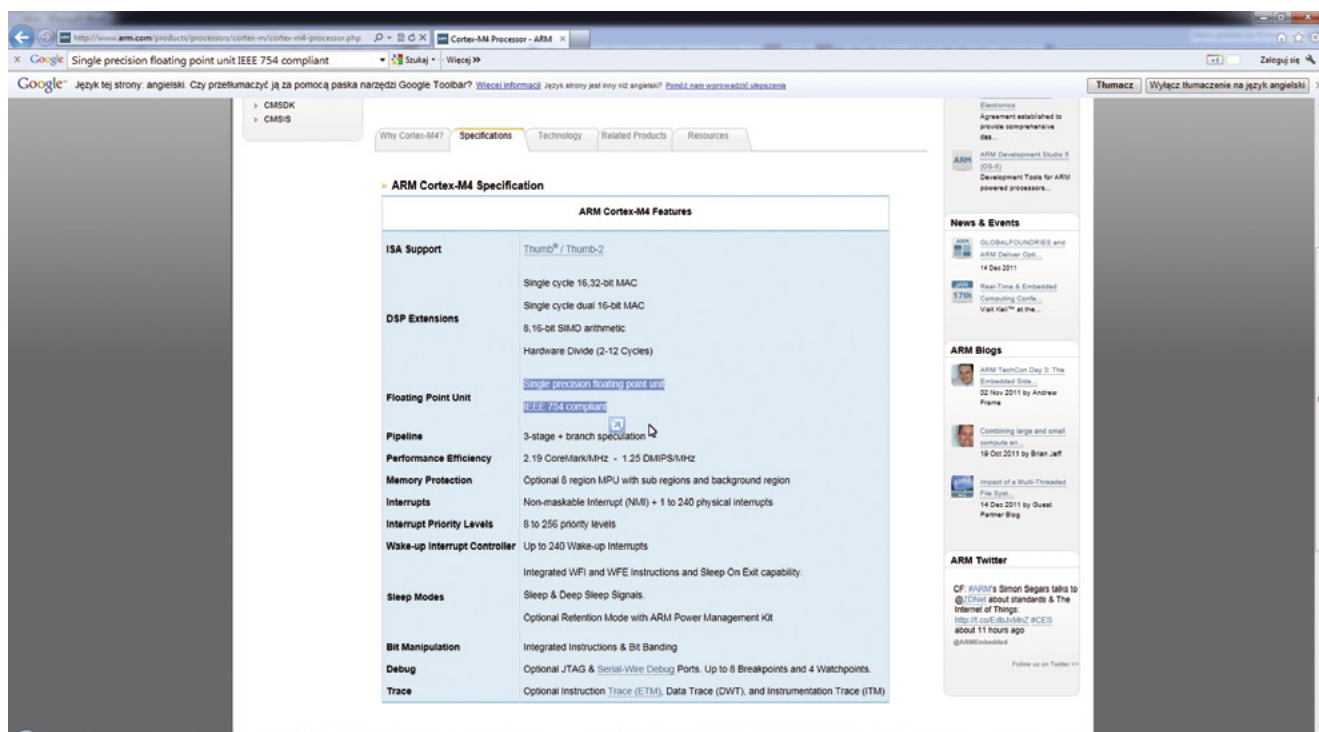 http://www.arm.com/products/processors/cortex-m/cortex-m4-processor.php
Cortex-M4 Processor - ARM
Google Single precision floating point unit IEEE 754 compliant Szukaj Więcej >> Zaloguj się
Google Język tej strony: angielski. Czy przetłumaczyć ją za pomocą paska narzędzi Google Toolbar? Więcej informacji Język strony jest inny niż angielski? Pomóż nam wprowadzić ulepszenia Tłumacz Wyłącz tłumaczenie na język angielski
> CMSDK
> CMSIS
Why Cortex-M4? Specifications Technology Related Products Resources
» ARM Cortex-M4 Specification
ARM Cortex-M4 Features
ISA Support Thumb® / Thumb-2
DSP Extensions
Single cycle 16,32-bit MAC
Single cycle dual 16-bit MAC
8,16-bit SIMD arithmetic
Hardware Divide (2-12 Cycles)
Floating Point Unit
Single precision floating point unit
IEEE 754 compliant
Pipeline 3-stage + branch speculation
Performance Efficiency 2.19 CoreMark/MHz - 1.25 DMIPS/MHz
Memory Protection Optional 8 region MPU with sub regions and background region
Interrupts Non-maskable Interrupt (NMI) + 1 to 240 physical interrupts
Interrupt Priority Levels 8 to 256 priority levels
Wake-up Interrupt Controller Up to 240 Wake-up Interrupts
Sleep Modes
Integrated WFI and WFE Instructions and Sleep On Exit capability.
Sleep & Deep Sleep Signals.
Optional Retention Mode with ARM Power Management Kit
Bit Manipulation Integrated Instructions & Bit Banding
Debug Optional JTAG & Serial-Wire Debug Ports. Up to 8 Breakpoints and 4 Watchpoints.
Trace Optional Instruction Trace (ETM), Data Trace (DWT), and Instrumentation Trace (ITM)
Electronics
Agreement established to
provide comprehensive
des...
ARM
ARM Development Studio 5
(DS-5)
Development Tools for ARM
powered processors...
News & Events
GLOBALFOUNDRIES and
ARM Deliver Opti...
14 Dec 2011
JAN
17th
Real-Time & Embedded
Computing Confe...
Visit Keil™ at the...
ARM Blogs
ARM TechCon Day 3: The
Embedded Side...
02 Nov 2011 by Andrew
Frame
Combining large and small
compute en...
19 Oct 2011 by Brian Jeff
Impact of a Multi-Threaded
File Syst...
14 Dec 2011 by Guest
Partner Blog
ARM Twitter
CF: #ARM's Simon Segars talks to
@ZDNet about standards & The
Internet of Things:
http://t.co/EdbJxMnZ #CES
about 11 hours ago
@ARMEmbedded
Follow us on Twitter >>